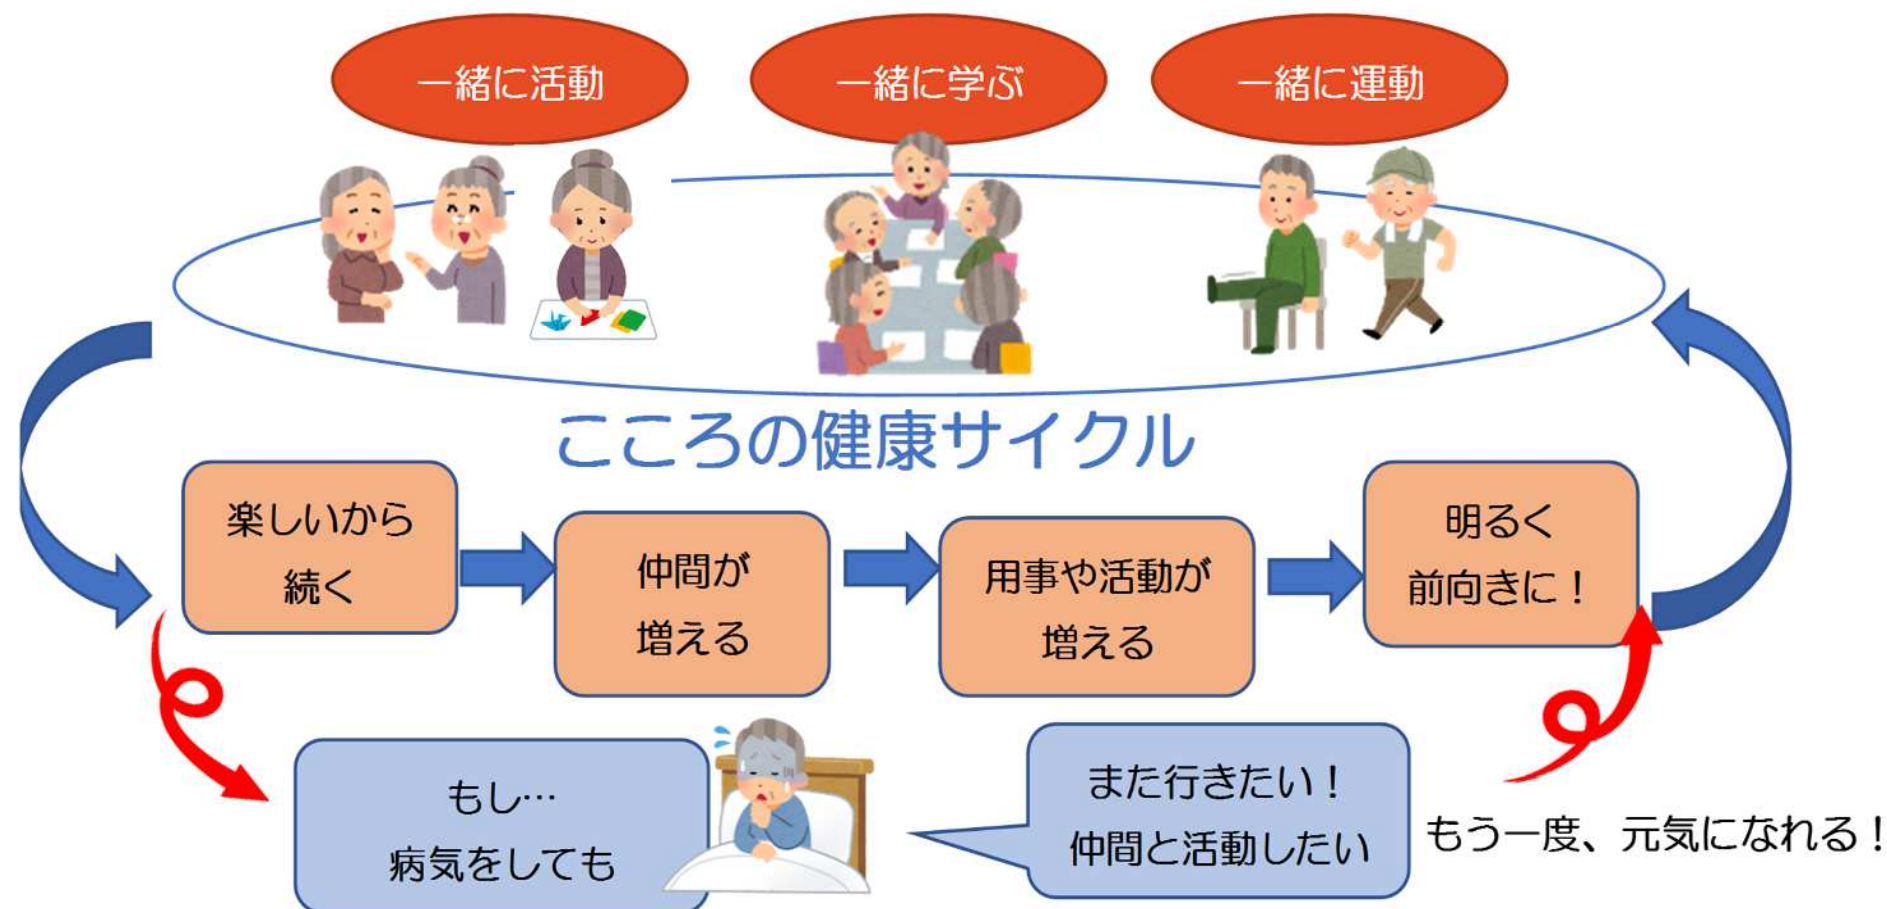 一緒に活動
一緒に学ぶ
一緒に運動
こころの健康サイクル
楽しいから
続く
仲間が
増える
用事や活動が
増える
明るく
前向きに！
もし…
病気をしても
また行きたい！
仲間と活動したい
もう一度、元気になれる！